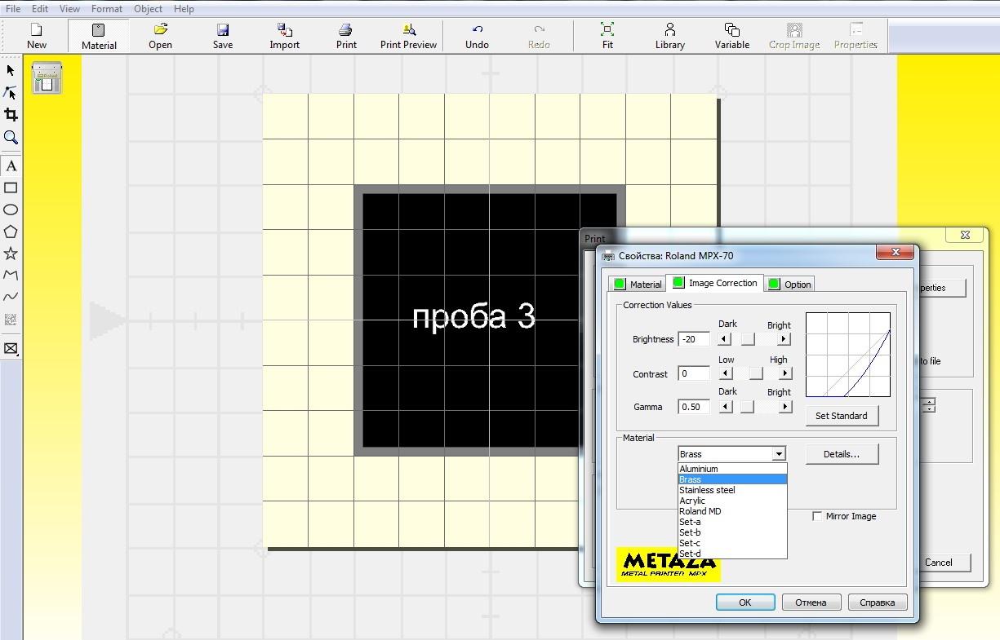 File Edit View Format Object Help
New Material Open Save Import Print Print Preview Undo Redo Fit Library Variable Crop Image Properties
A
Roland
проба 3
Print
Свойства: Roland MPX-70
Material Image Correction Option
Correction Values
Brightness -20 Dark Bright
Contrast 0 Low High
Gamma 0.50 Dark Bright
Set Standard
Material
Brass Details...
Aluminium
Brass
Stainless steel
Acrylic
Roland MD
Set-a
Set-b
Set-c
Set-d
Mirror Image
METAZA
METAL PRINTER MPX
OK Отмена Справка
perties
to file
Cancel